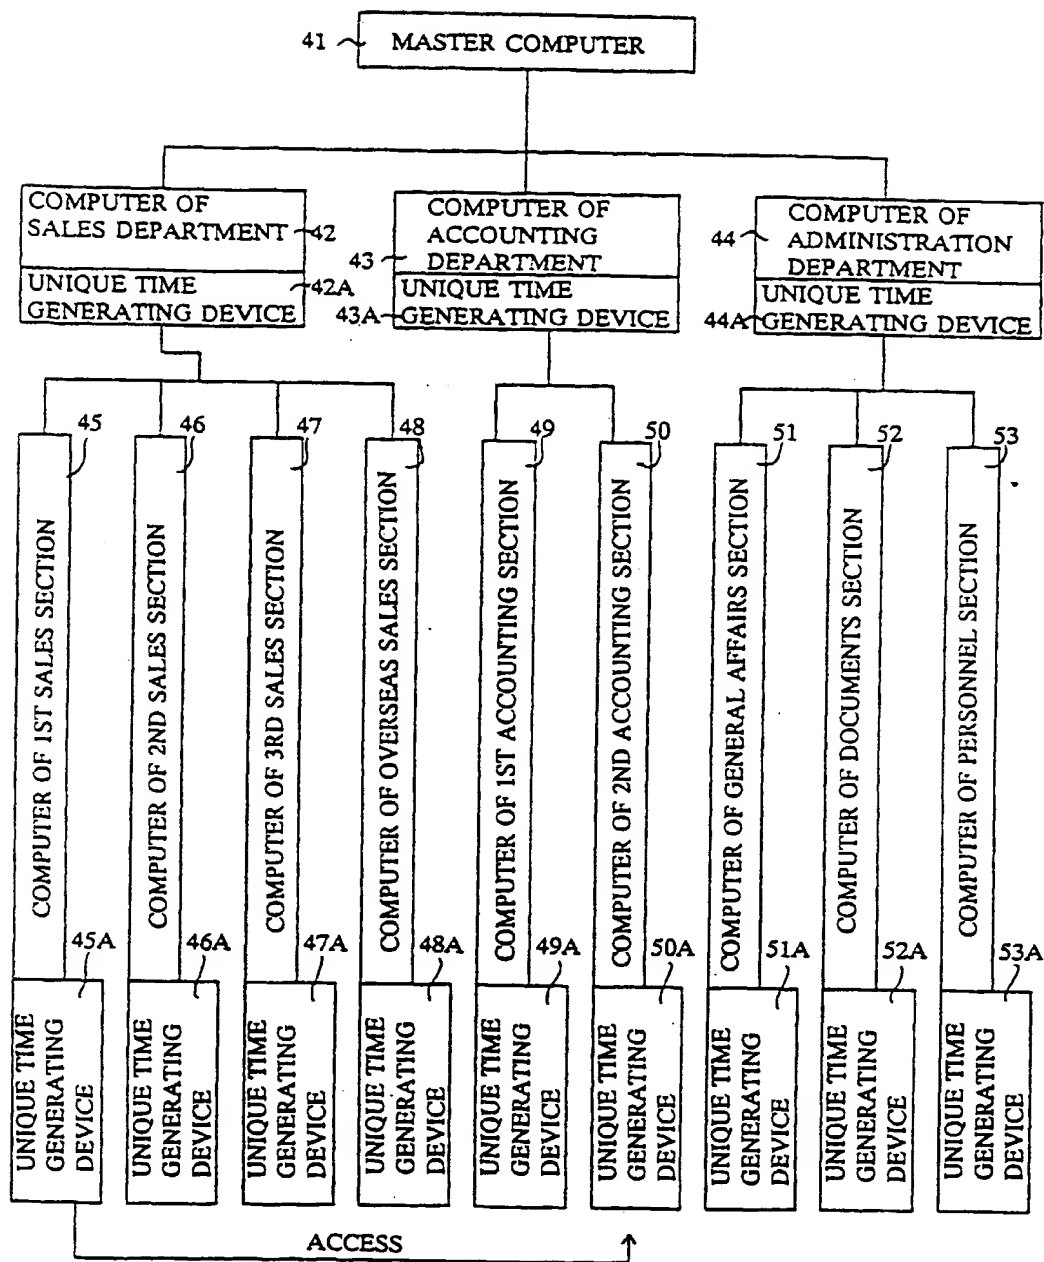 41
MASTER COMPUTER
COMPUTER OF
SALES DEPARTMENT
42
UNIQUE TIME
GENERATING DEVICE
42A
COMPUTER OF
ACCOUNTING
DEPARTMENT
43
UNIQUE TIME
GENERATING DEVICE
43A
COMPUTER OF
ADMINISTRATION
DEPARTMENT
44
UNIQUE TIME
GENERATING DEVICE
44A
45
COMPUTER OF 1ST SALES SECTION
45A
UNIQUE TIME
GENERATING
DEVICE
46
COMPUTER OF 2ND SALES SECTION
46A
UNIQUE TIME
GENERATING
DEVICE
47
COMPUTER OF 3RD SALES SECTION
47A
UNIQUE TIME
GENERATING
DEVICE
48
COMPUTER OF OVERSEAS SALES SECTION
48A
UNIQUE TIME
GENERATING
DEVICE
49
COMPUTER OF 1ST ACCOUNTING SECTION
49A
UNIQUE TIME
GENERATING
DEVICE
50
COMPUTER OF 2ND ACCOUNTING SECTION
50A
UNIQUE TIME
GENERATING
DEVICE
51
COMPUTER OF GENERAL AFFAIRS SECTION
51A
UNIQUE TIME
GENERATING
DEVICE
52
COMPUTER OF DOCUMENTS SECTION
52A
UNIQUE TIME
GENERATING
DEVICE
53
COMPUTER OF PERSONNEL SECTION
53A
UNIQUE TIME
GENERATING
DEVICE
ACCESS